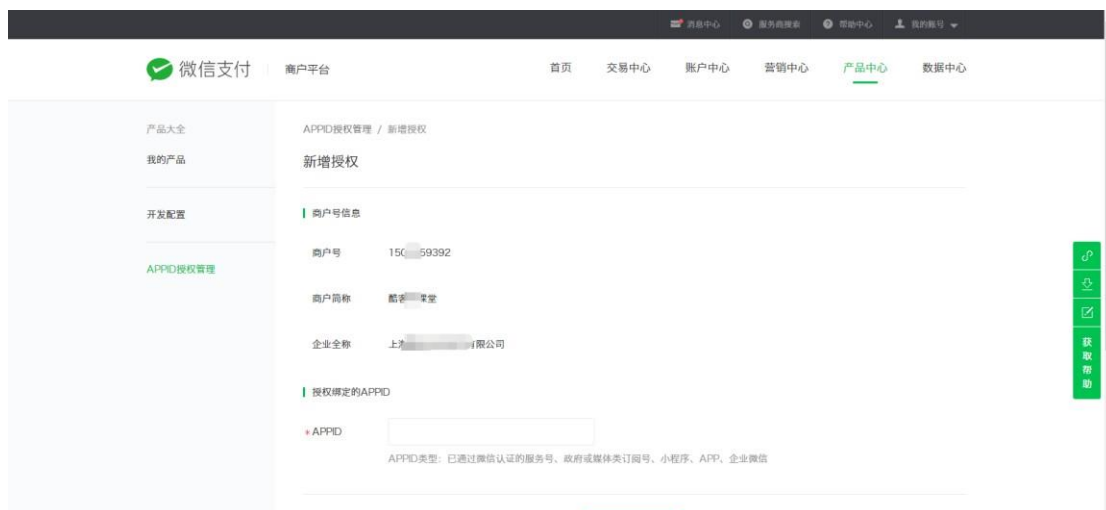 消息中心 服务商搜索 帮助中心 我的账号
微信支付 商户平台 首页 交易中心 账户中心 营销中心 产品中心 数据中心
产品大全
我的产品
开发配置
APPID授权管理
APPID授权管理 / 新增授权
新增授权
商户号信息
商户号 150 59392
商户简称 酷客 课堂
企业全称 上海 有限公司
授权绑定的APPID
* APPID
APPID类型：已通过微信认证的服务号、政府或媒体类订阅号、小程序、APP、企业微信
获取帮助